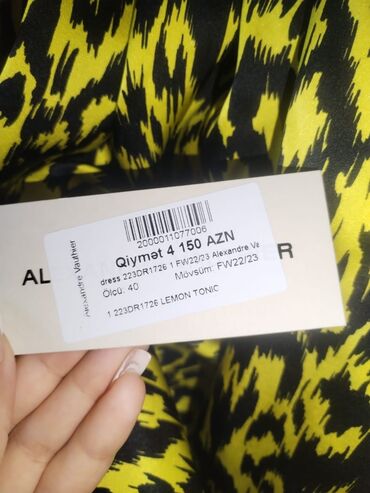 Alexandre Vauthier
2000011077006
Qiymət 4 150 AZN
dress 223DR1726 1 FW22/23 Alexandre Va
Ölçü: 40 Mövsüm: FW22/23
1 223DR1726 LEMON TONIC
AL R